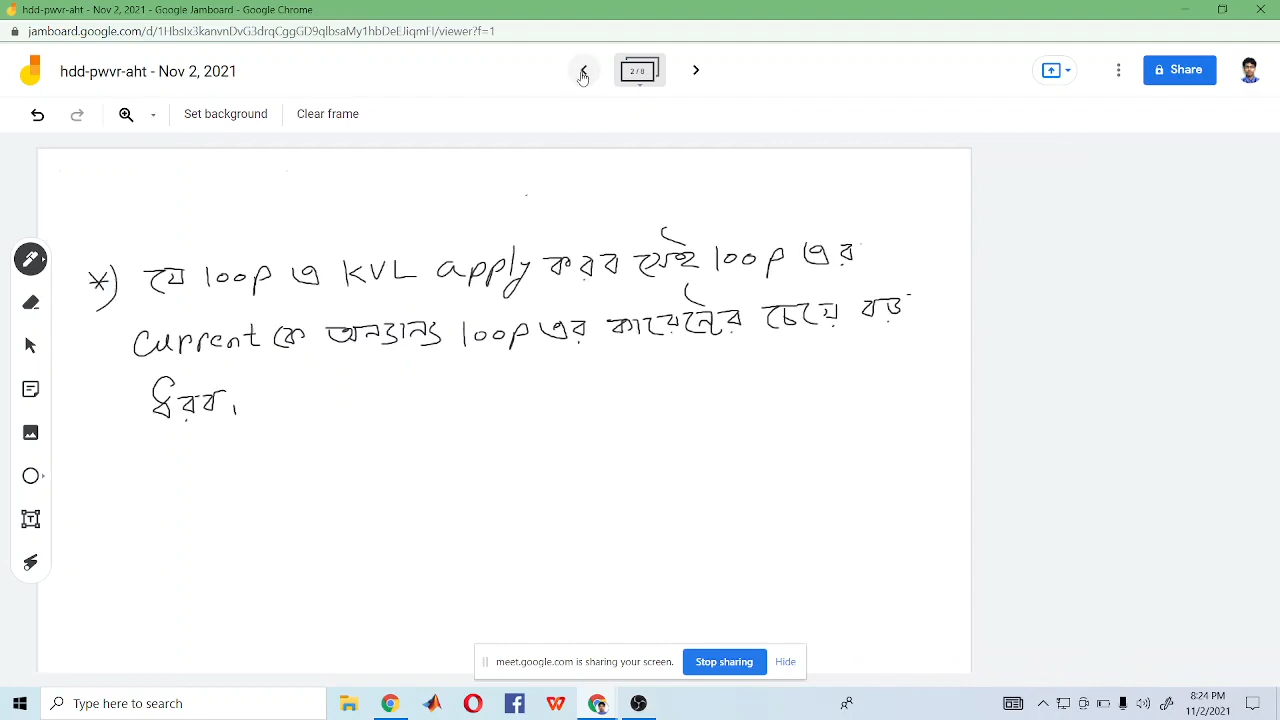 hdd-pwvr-aht - Nov 2, 2021 - Google Jamboard - Google Chrome
jamboard.google.com/d/1HbsIx3kanvnDvG3drqCggGD9qlbsaMy1hbDeEJiqmFI/viewer?f=1
hdd-pwvr-aht - Nov 2, 2021
2/8
Share
Set background
Clear frame
*) যে loop এ KVL apply করব সেই loop এর
current কে অন্যান্য loop এর কারেন্টের চেয়ে বড়
ধরব।
meet.google.com is sharing your screen. Stop sharing Hide
Type here to search
8:24 PM
11/2/2021